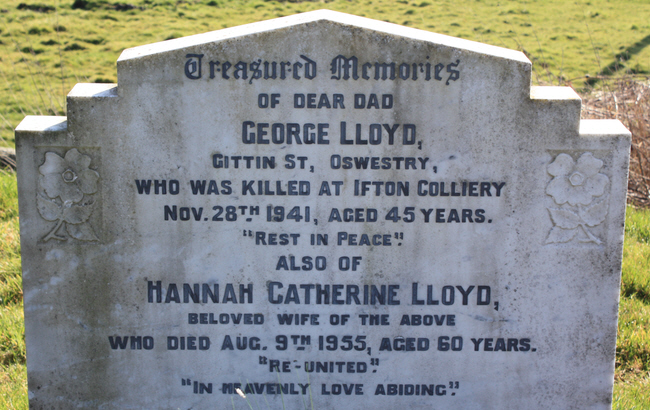 Treasured Memories
OF DEAR DAD
GEORGE LLOYD,
GITTIN ST, OSWESTRY,
WHO WAS KILLED AT IFTON COLLIERY
NOV. 28TH 1941, AGED 45 YEARS.
"REST IN PEACE".
ALSO OF
HANNAH CATHERINE LLOYD,
BELOVED WIFE OF THE ABOVE
WHO DIED AUG. 9TH 1955, AGED 60 YEARS.
"RE-UNITED".
"IN HEAVENLY LOVE ABIDING".